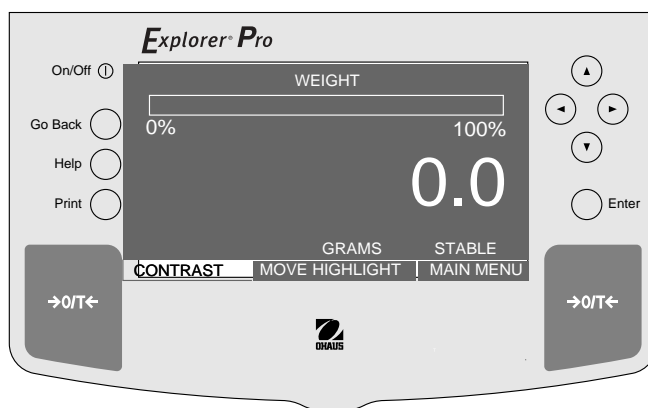 Explorer® Pro
On/Off
WEIGHT
Go Back
0% 100%
Help
0.0
Print
Enter
GRAMS STABLE
CONTRAST MOVE HIGHLIGHT MAIN MENU
→0/T←
→0/T←
OHAUS